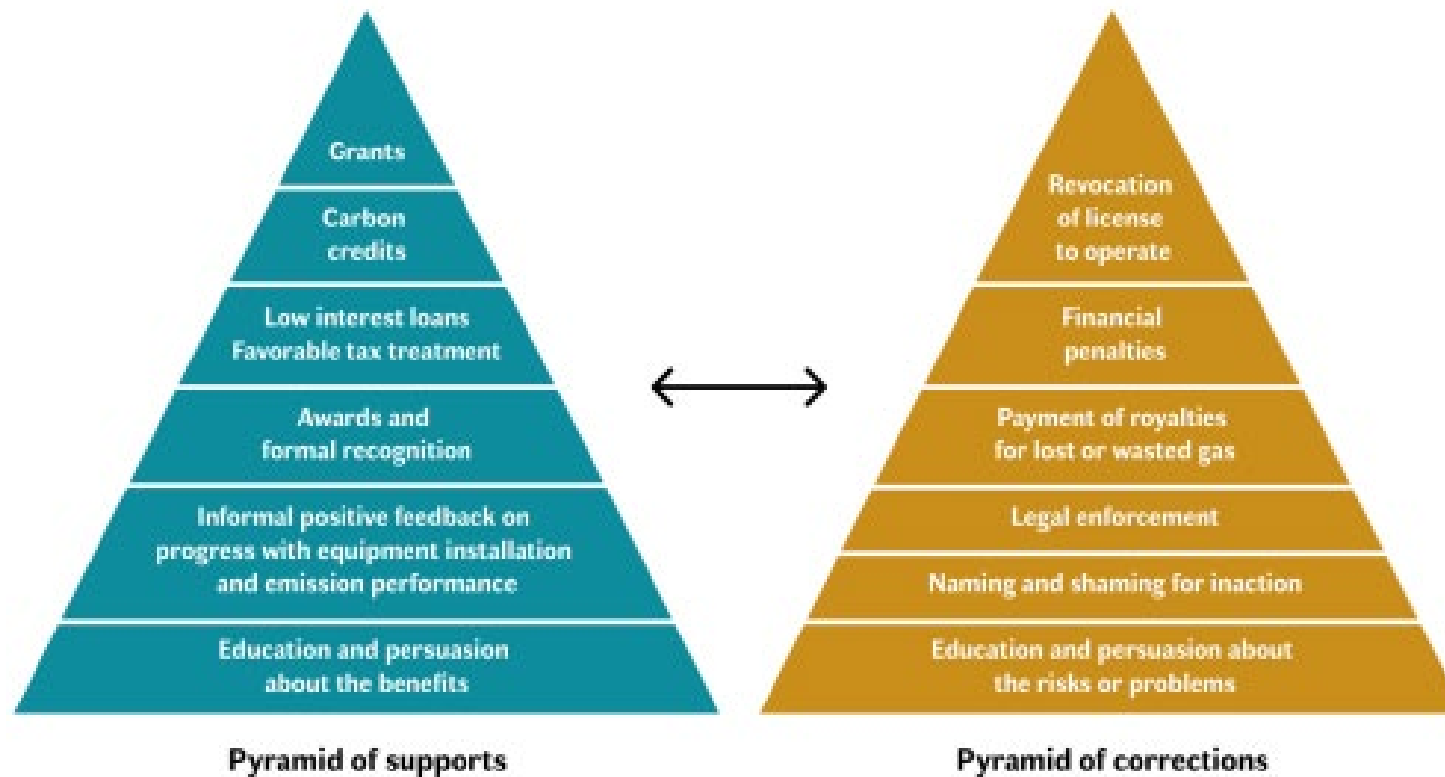 Grants
Carbon
credits
Low interest loans
Favorable tax treatment
Awards and
formal recognition
Informal positive feedback on
progress with equipment installation
and emission performance
Education and persuasion
about the benefits
Pyramid of supports
Revocation
of license
to operate
Financial
penalties
Payment of royalties
for lost or wasted gas
Legal enforcement
Naming and shaming for inaction
Education and persuasion about
the risks or problems
Pyramid of corrections